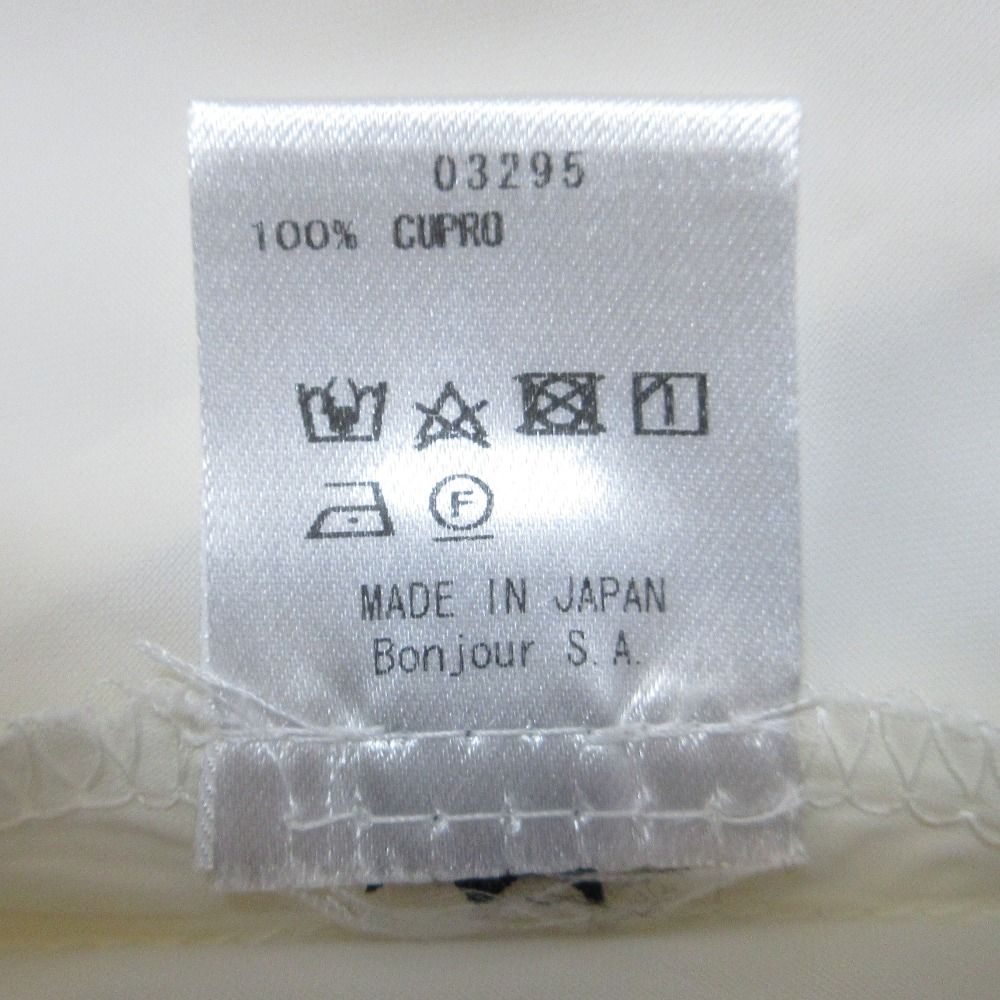 03295
100% CUPRO
F
MADE IN JAPAN
Bonjour S.A.